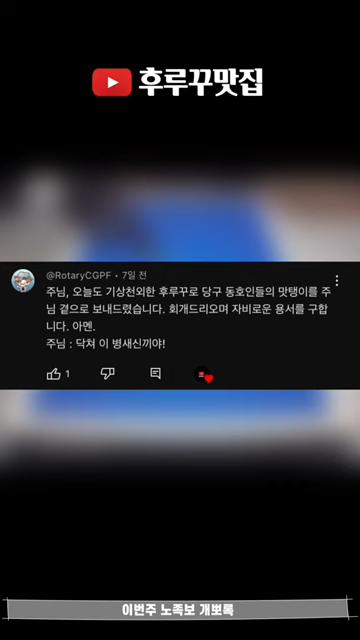 후루꾸맛집
@RotaryCGPF • 7일 전
주님, 오늘도 기상천외한 후루꾸로 당구 동호인들의 맛탱이를 주
님 곁으로 보내드렸습니다. 회개드리오며 자비로운 용서를 구합
니다. 아멘.
주님 : 닥쳐 이 병새신끼야!
1
이번주 노족보 개뽀록